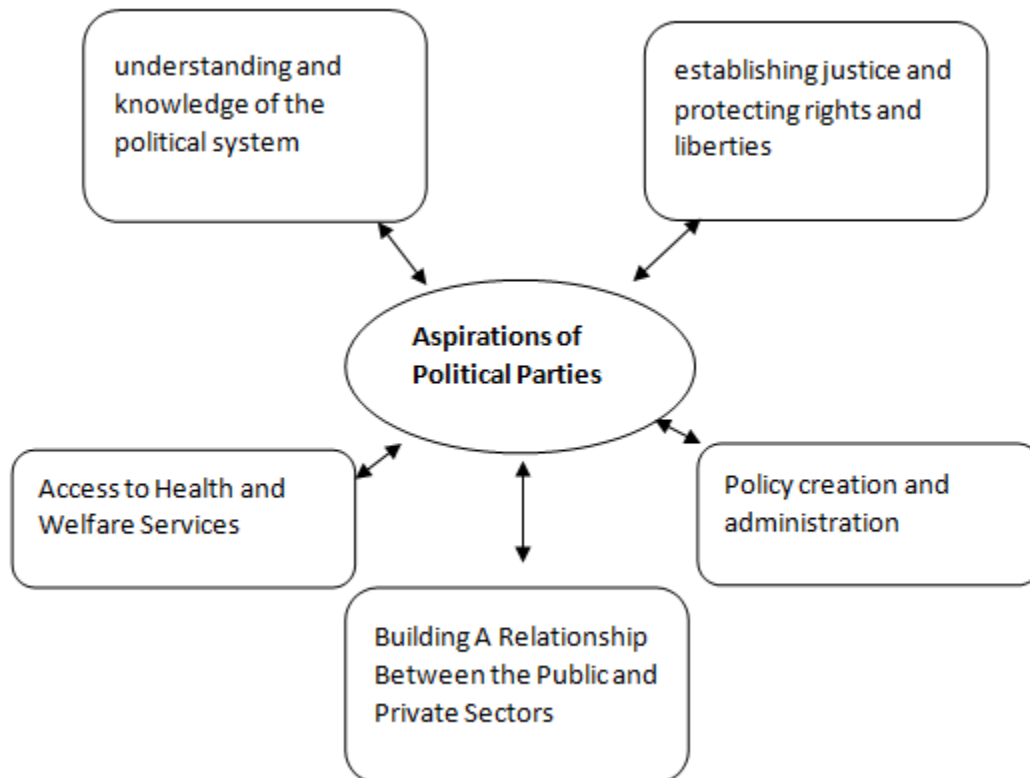 understanding and
knowledge of the
political system
establishing justice and
protecting rights and
liberties
Aspirations of
Political Parties
Access to Health and
Welfare Services
Policy creation and
administration
Building A Relationship
Between the Public and
Private Sectors